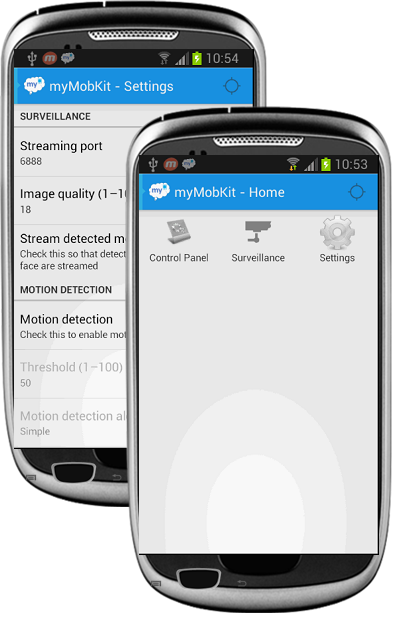 10:54
myMobKit - Settings
SURVEILLANCE
Streaming port
6888
Image quality (1–10
18
Stream detected mo
Check this so that detect
face are streamed
MOTION DETECTION
Motion detection
Check this to enable mot
Threshold (1–100)
50
Motion detection al
Simple
10:53
myMobKit - Home
Control Panel
Surveillance
Settings